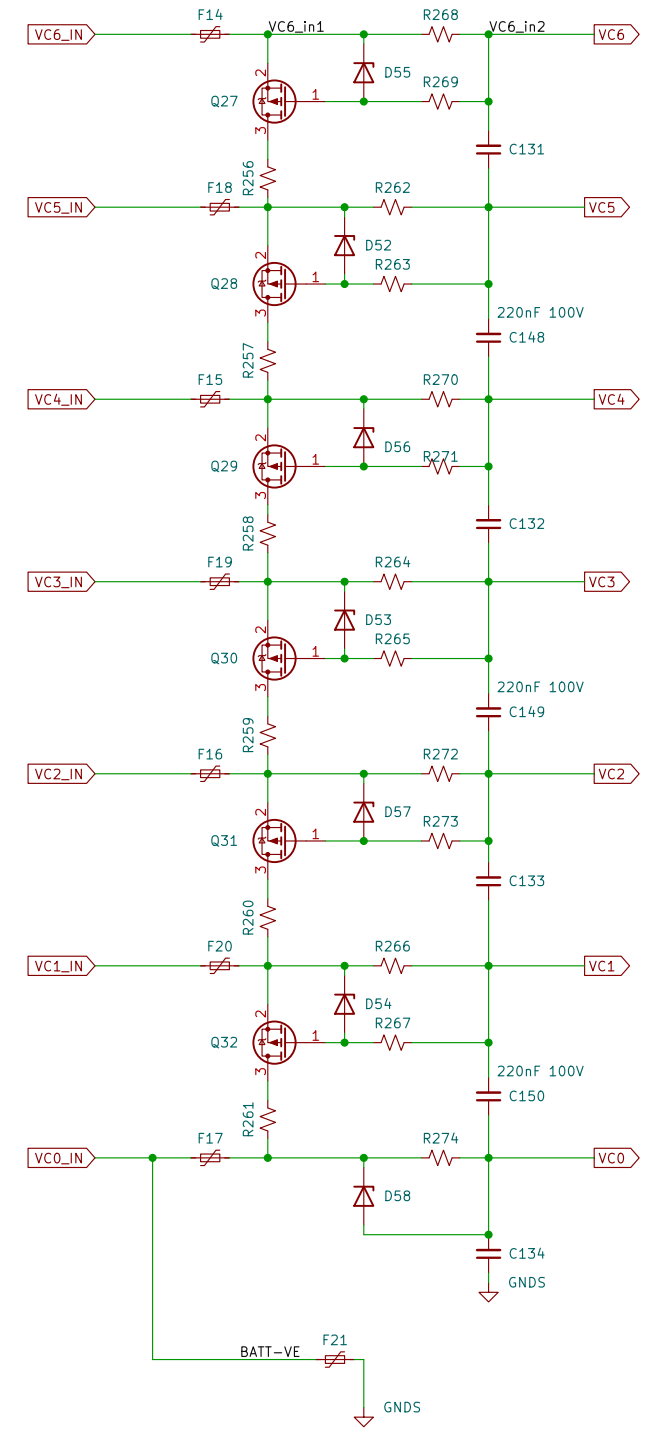 F14
R268
VC6_IN
VC6_in1
VC6_in2
VC6
2
D55
R269
Q27
1
3
C131
R256
F18
R262
VC5_IN
VC5
2
D52
R263
Q28
1
3
220nF 100V
C148
R257
F15
R270
VC4_IN
VC4
2
D56
R271
Q29
1
3
C132
R258
F19
R264
VC3_IN
VC3
2
D53
R265
Q30
1
3
220nF 100V
C149
R259
F16
R272
VC2_IN
VC2
2
D57
R273
Q31
1
3
C133
R260
F20
R266
VC1_IN
VC1
2
D54
R267
Q32
1
3
220nF 100V
C150
R261
F17
R274
VC0_IN
VC0
D58
C134
GNDS
F21
BATT-VE
GNDS